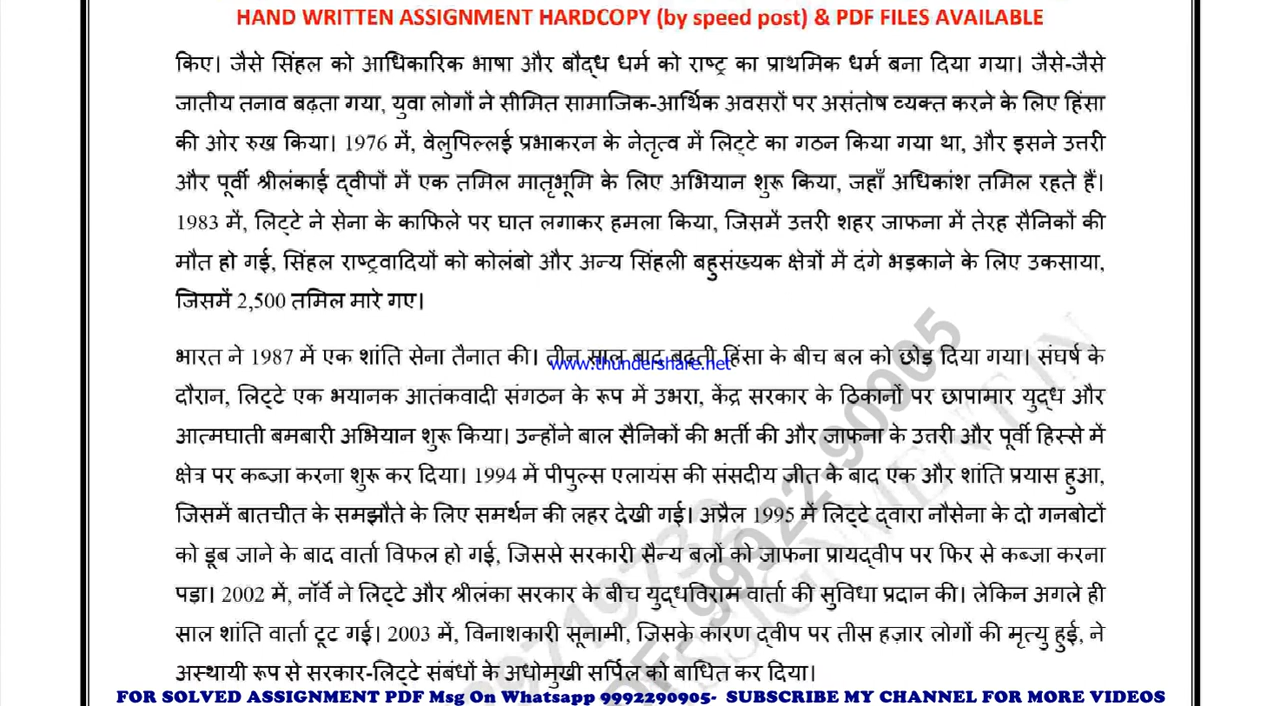 HAND WRITTEN ASSIGNMENT HARDCOPY (by speed post) & PDF FILES AVAILABLE
किए। जैसे सिंहल को आधिकारिक भाषा और बौद्ध धर्म को राष्ट्र का प्राथमिक धर्म बना दिया गया। जैसे-जैसे
जातीय तनाव बढ़ता गया, युवा लोगों ने सीमित सामाजिक-आर्थिक अवसरों पर असंतोष व्यक्त करने के लिए हिंसा
की ओर रुख किया। 1976 में, वेलुपिल्लई प्रभाकरन के नेतृत्व में लिट्टे का गठन किया गया था, और इसने उत्तरी
और पूर्वी श्रीलंकाई द्वीपों में एक तमिल मातृभूमि के लिए अभियान शुरू किया, जहाँ अधिकांश तमिल रहते हैं।
1983 में, लिट्टे ने सेना के काफिले पर घात लगाकर हमला किया, जिसमें उत्तरी शहर जाफना में तेरह सैनिकों की
मौत हो गई, सिंहल राष्ट्रवादियों को कोलंबो और अन्य सिंहली बहुसंख्यक क्षेत्रों में दंगे भड़काने के लिए उकसाया,
जिसमें 2,500 तमिल मारे गए।
भारत ने 1987 में एक शांति सेना तैनात की। तीन साल बाद बढ़ती हिंसा के बीच बल को छोड़ दिया गया। संघर्ष के
www.thundershare.net
दौरान, लिट्टे एक भयानक आतंकवादी संगठन के रूप में उभरा, केंद्र सरकार के ठिकानों पर छापामार युद्ध और
आत्मघाती बमबारी अभियान शुरू किया। उन्होंने बाल सैनिकों की भर्ती की और जाफना के उत्तरी और पूर्वी हिस्से में
क्षेत्र पर कब्जा करना शुरू कर दिया। 1994 में पीपुल्स एलायंस की संसदीय जीत के बाद एक और शांति प्रयास हुआ,
जिसमें बातचीत के समझौते के लिए समर्थन की लहर देखी गई। अप्रैल 1995 में लिट्टे द्वारा नौसेना के दो गनबोटों
को डूब जाने के बाद वार्ता विफल हो गई, जिससे सरकारी सैन्य बलों को जाफना प्रायद्वीप पर फिर से कब्जा करना
पड़ा। 2002 में, नॉर्वे ने लिट्टे और श्रीलंका सरकार के बीच युद्धविराम वार्ता की सुविधा प्रदान की। लेकिन अगले ही
साल शांति वार्ता टूट गई। 2003 में, विनाशकारी सूनामी, जिसके कारण द्वीप पर तीस हज़ार लोगों की मृत्यु हुई, ने
अस्थायी रूप से सरकार-लिट्टे संबंधों के अधोमुखी सर्पिल को बाधित कर दिया।
FOR SOLVED ASSIGNMENT PDF Msg On Whatsapp 9992290905- SUBSCRIBE MY CHANNEL FOR MORE VIDEOS